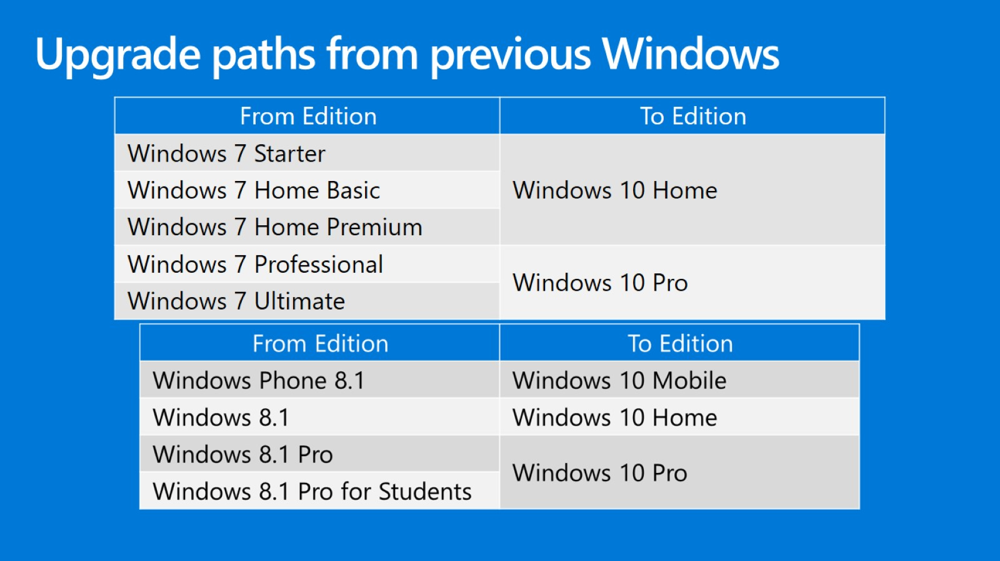 Upgrade paths from previous Windows
From Edition To Edition
Windows 7 Starter
Windows 7 Home Basic Windows 10 Home
Windows 7 Home Premium
Windows 7 Professional
Windows 10 Pro
Windows 7 Ultimate
From Edition To Edition
Windows Phone 8.1 Windows 10 Mobile
Windows 8.1 Windows 10 Home
Windows 8.1 Pro
Windows 10 Pro
Windows 8.1 Pro for Students